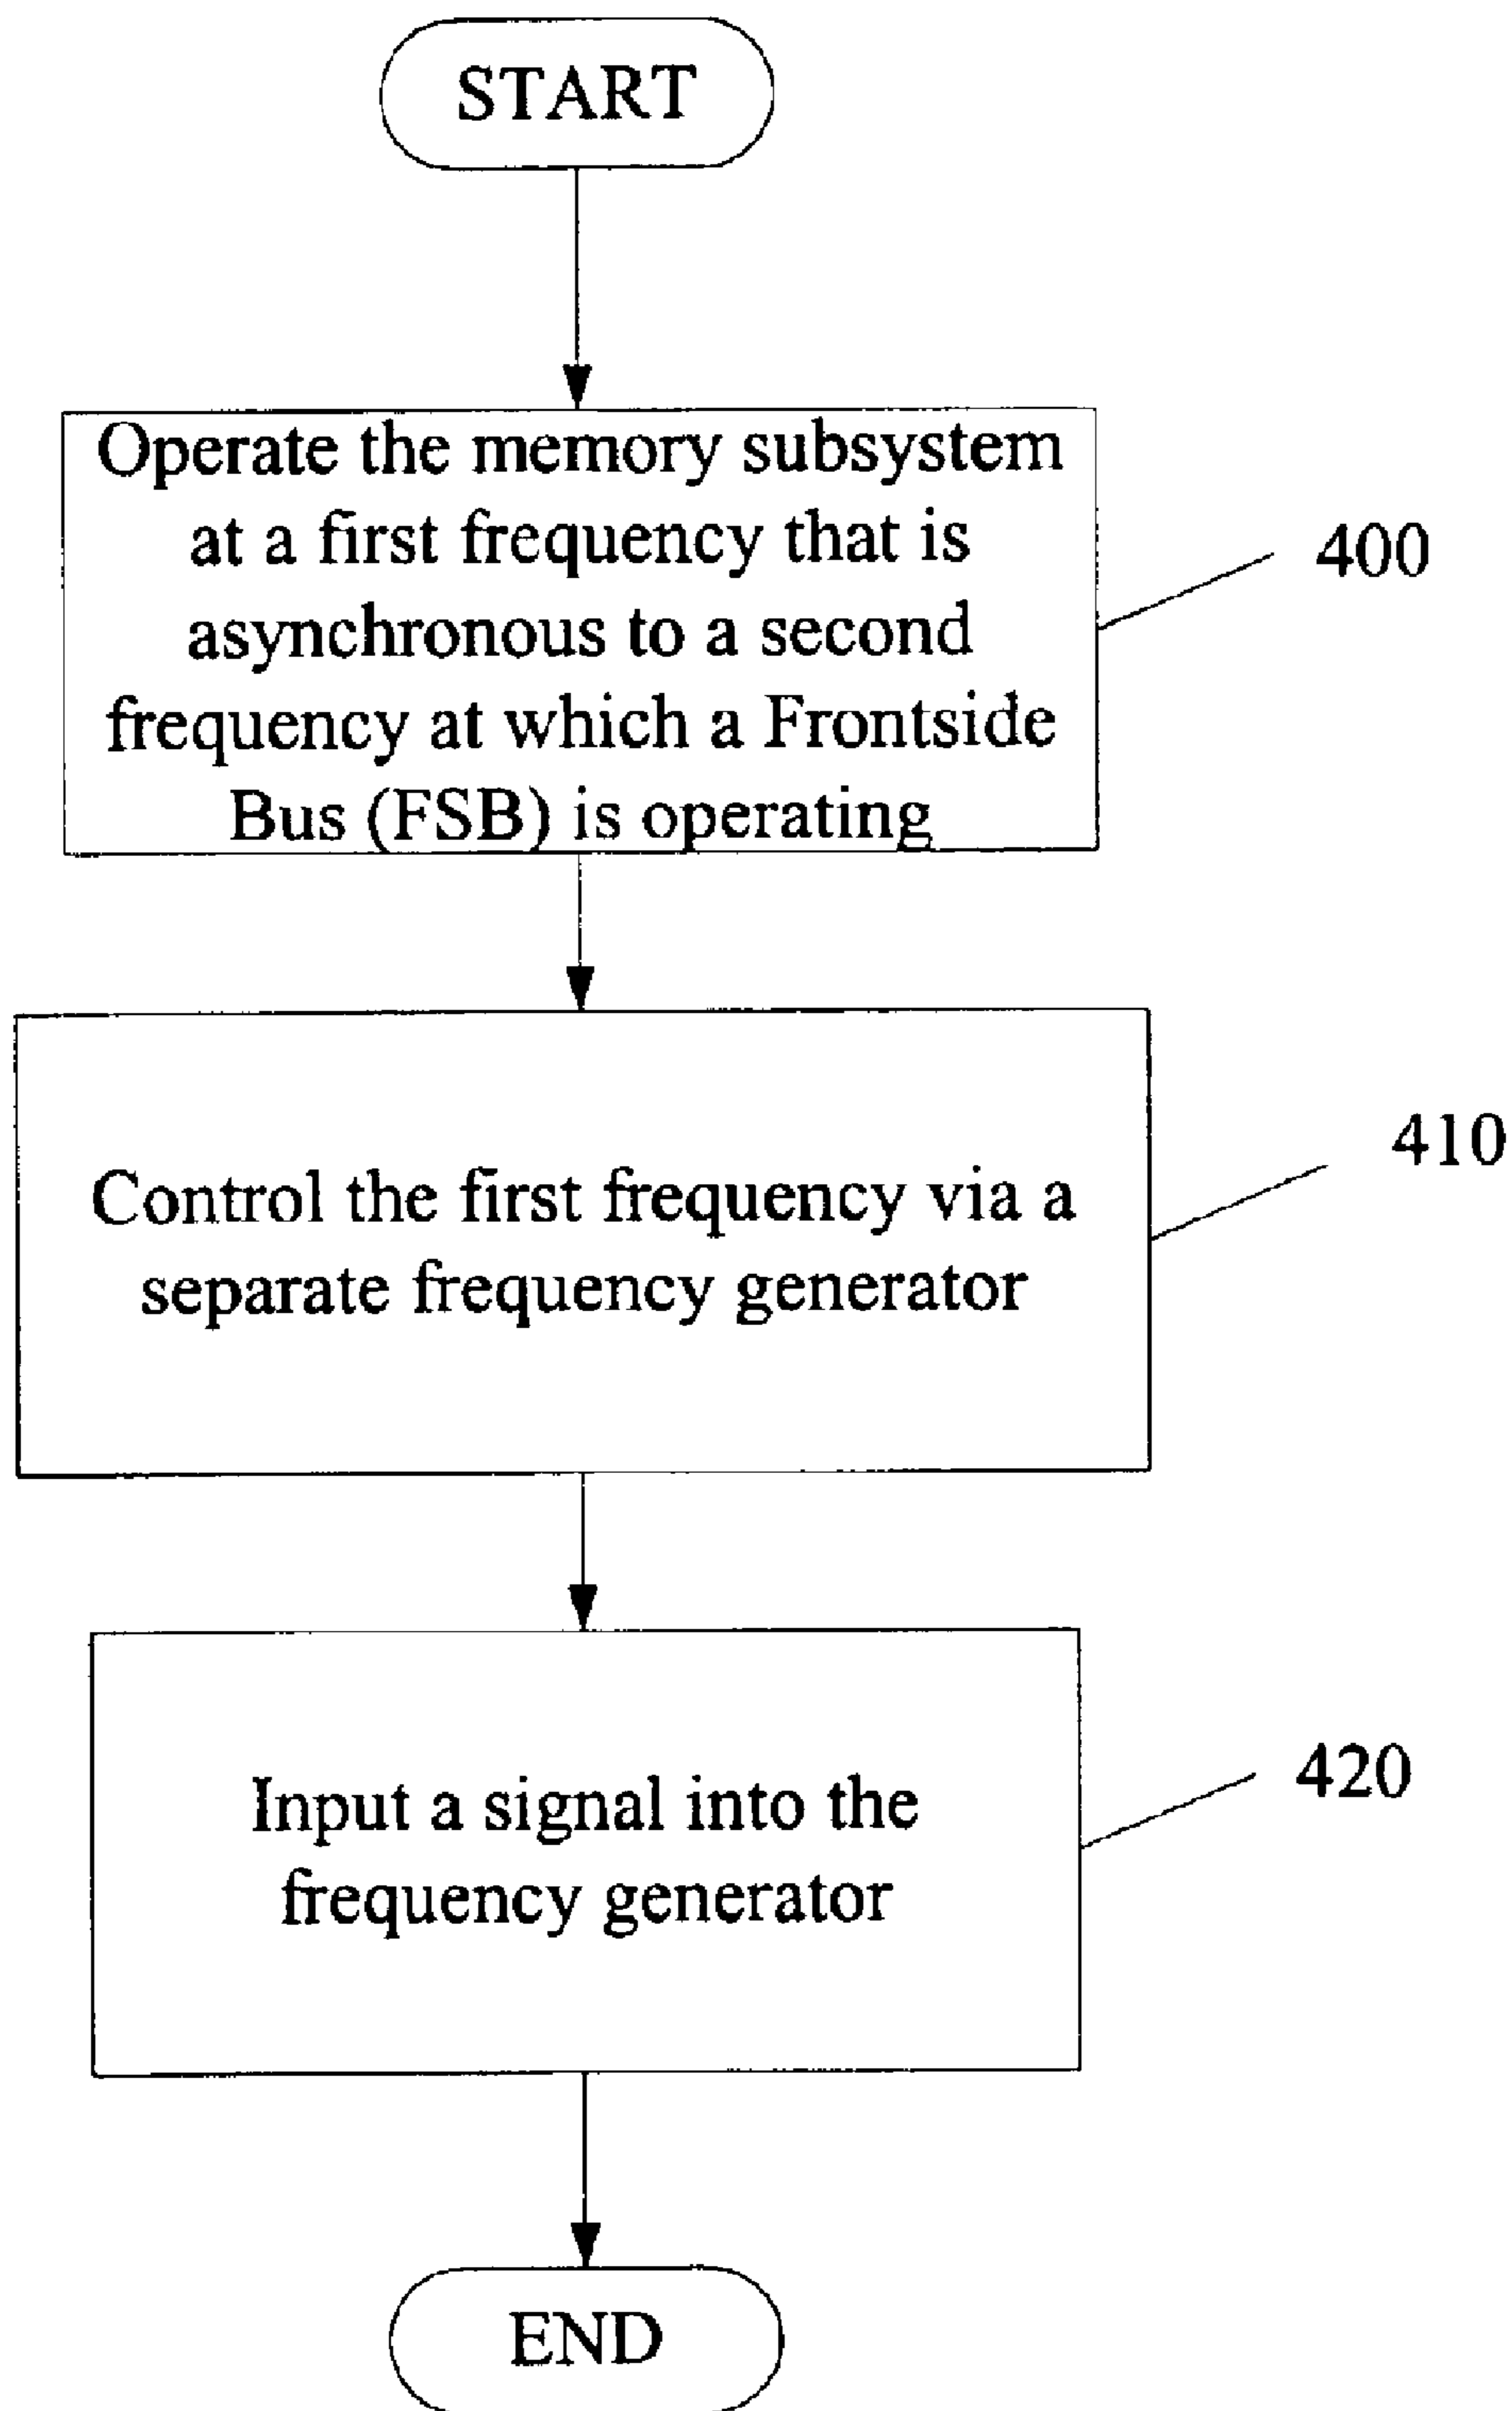 START
Operate the memory subsystem
at a first frequency that is
asynchronous to a second
frequency at which a Frontside
Bus (FSB) is operating
400
Control the first frequency via a
separate frequency generator
410
Input a signal into the
frequency generator
420
END